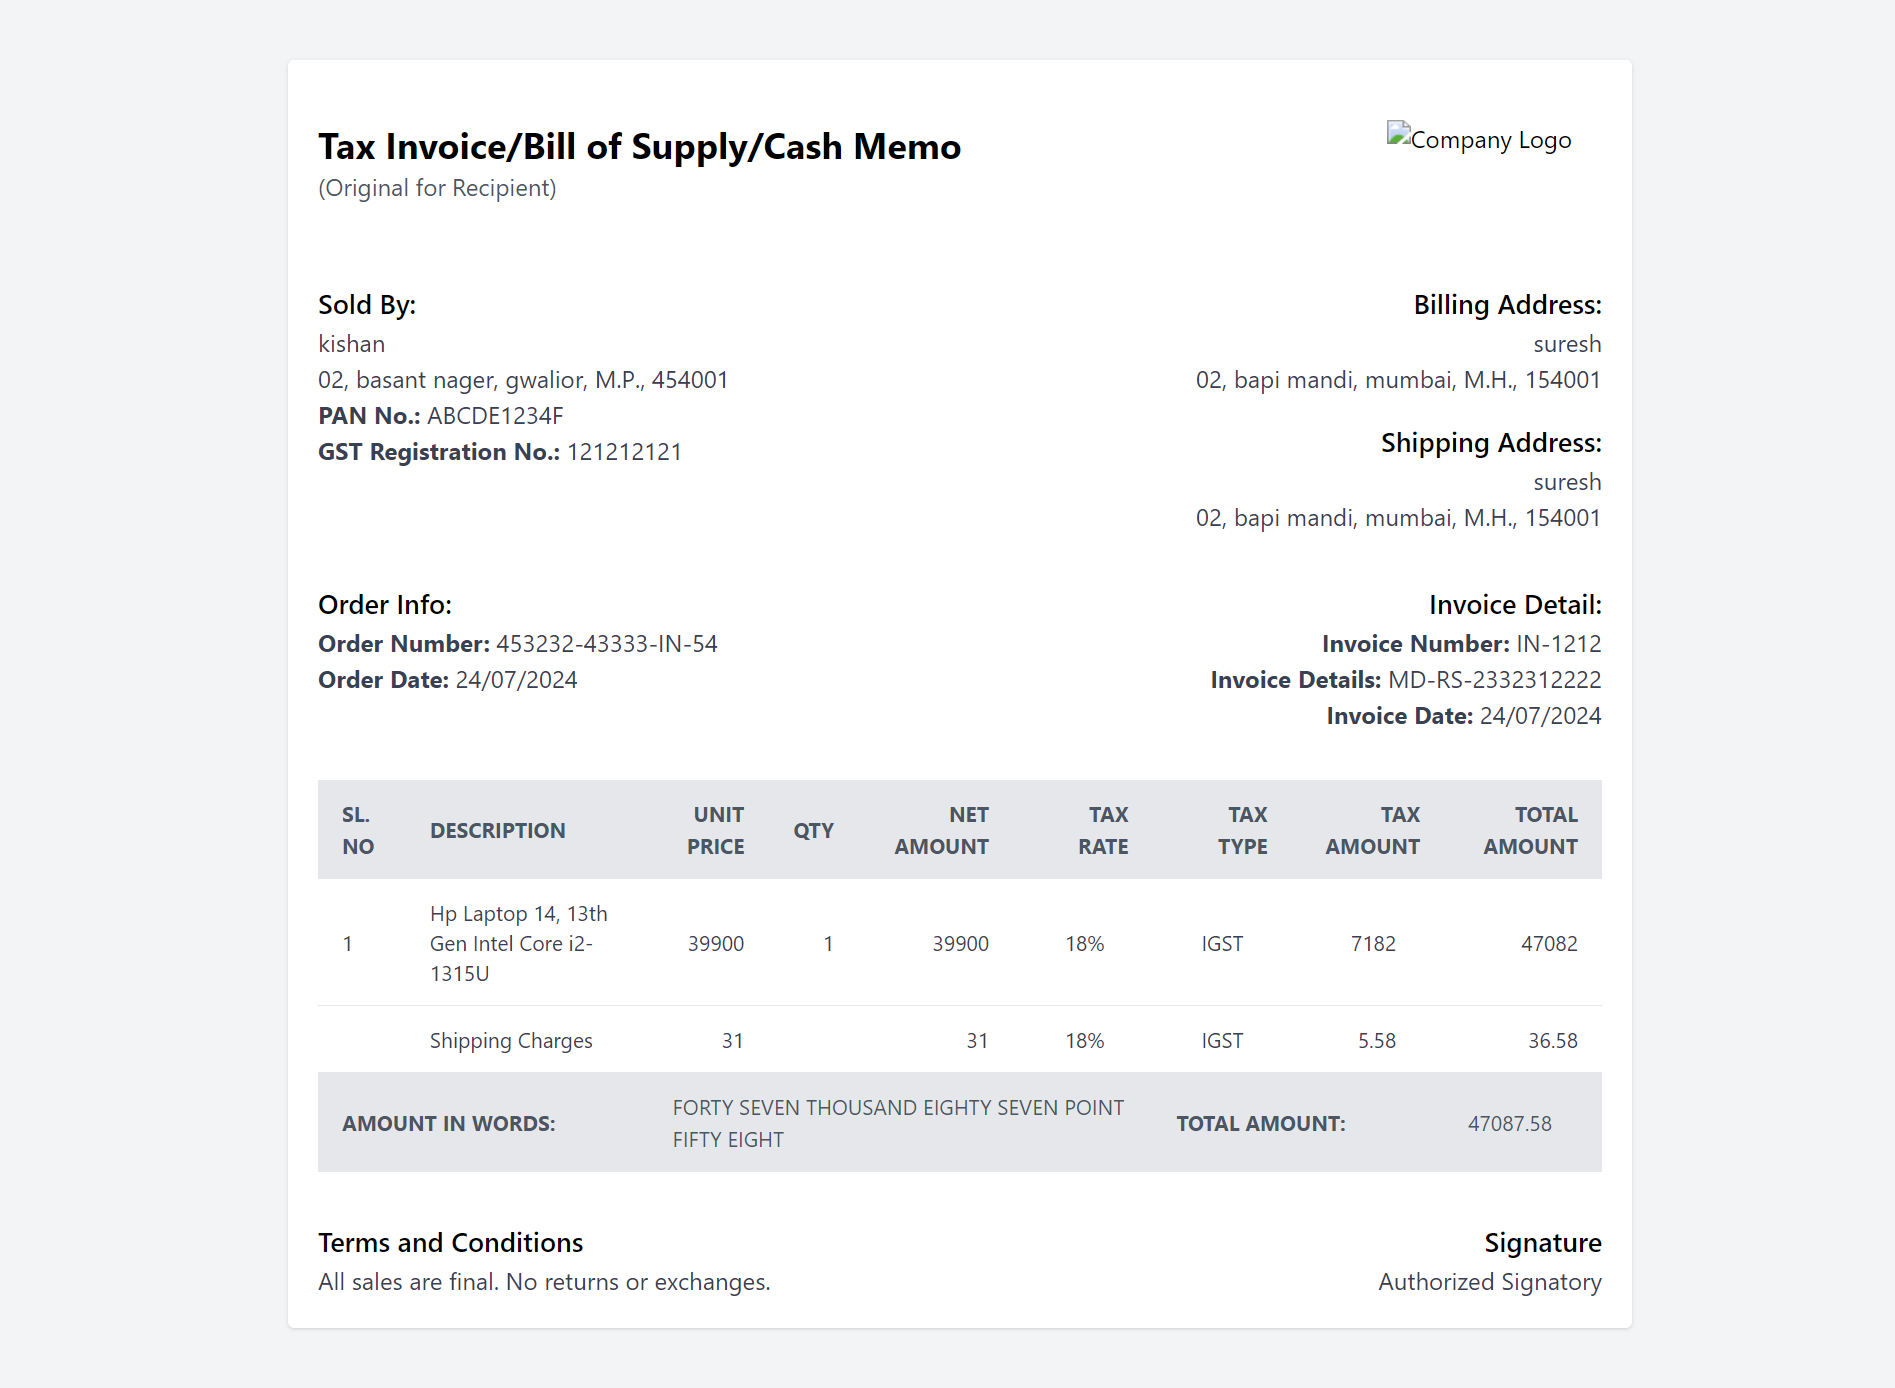 Tax Invoice/Bill of Supply/Cash Memo
(Original for Recipient)
Company Logo
Sold By:
kishan
02, basant nager, gwalior, M.P., 454001
PAN No.: ABCDE1234F
GST Registration No.: 121212121
Billing Address:
suresh
02, bapi mandi, mumbai, M.H., 154001
Shipping Address:
suresh
02, bapi mandi, mumbai, M.H., 154001
Order Info:
Order Number: 453232-43333-IN-54
Order Date: 24/07/2024
Invoice Detail:
Invoice Number: IN-1212
Invoice Details: MD-RS-2332312222
Invoice Date: 24/07/2024
SL. NO DESCRIPTION UNIT PRICE QTY NET AMOUNT TAX RATE TAX TYPE TAX AMOUNT TOTAL AMOUNT
1 Hp Laptop 14, 13th Gen Intel Core i2-1315U 39900 1 39900 18% IGST 7182 47082
Shipping Charges 31 31 18% IGST 5.58 36.58
AMOUNT IN WORDS: FORTY SEVEN THOUSAND EIGHTY SEVEN POINT FIFTY EIGHT TOTAL AMOUNT: 47087.58
Terms and Conditions
All sales are final. No returns or exchanges.
Signature
Authorized Signatory